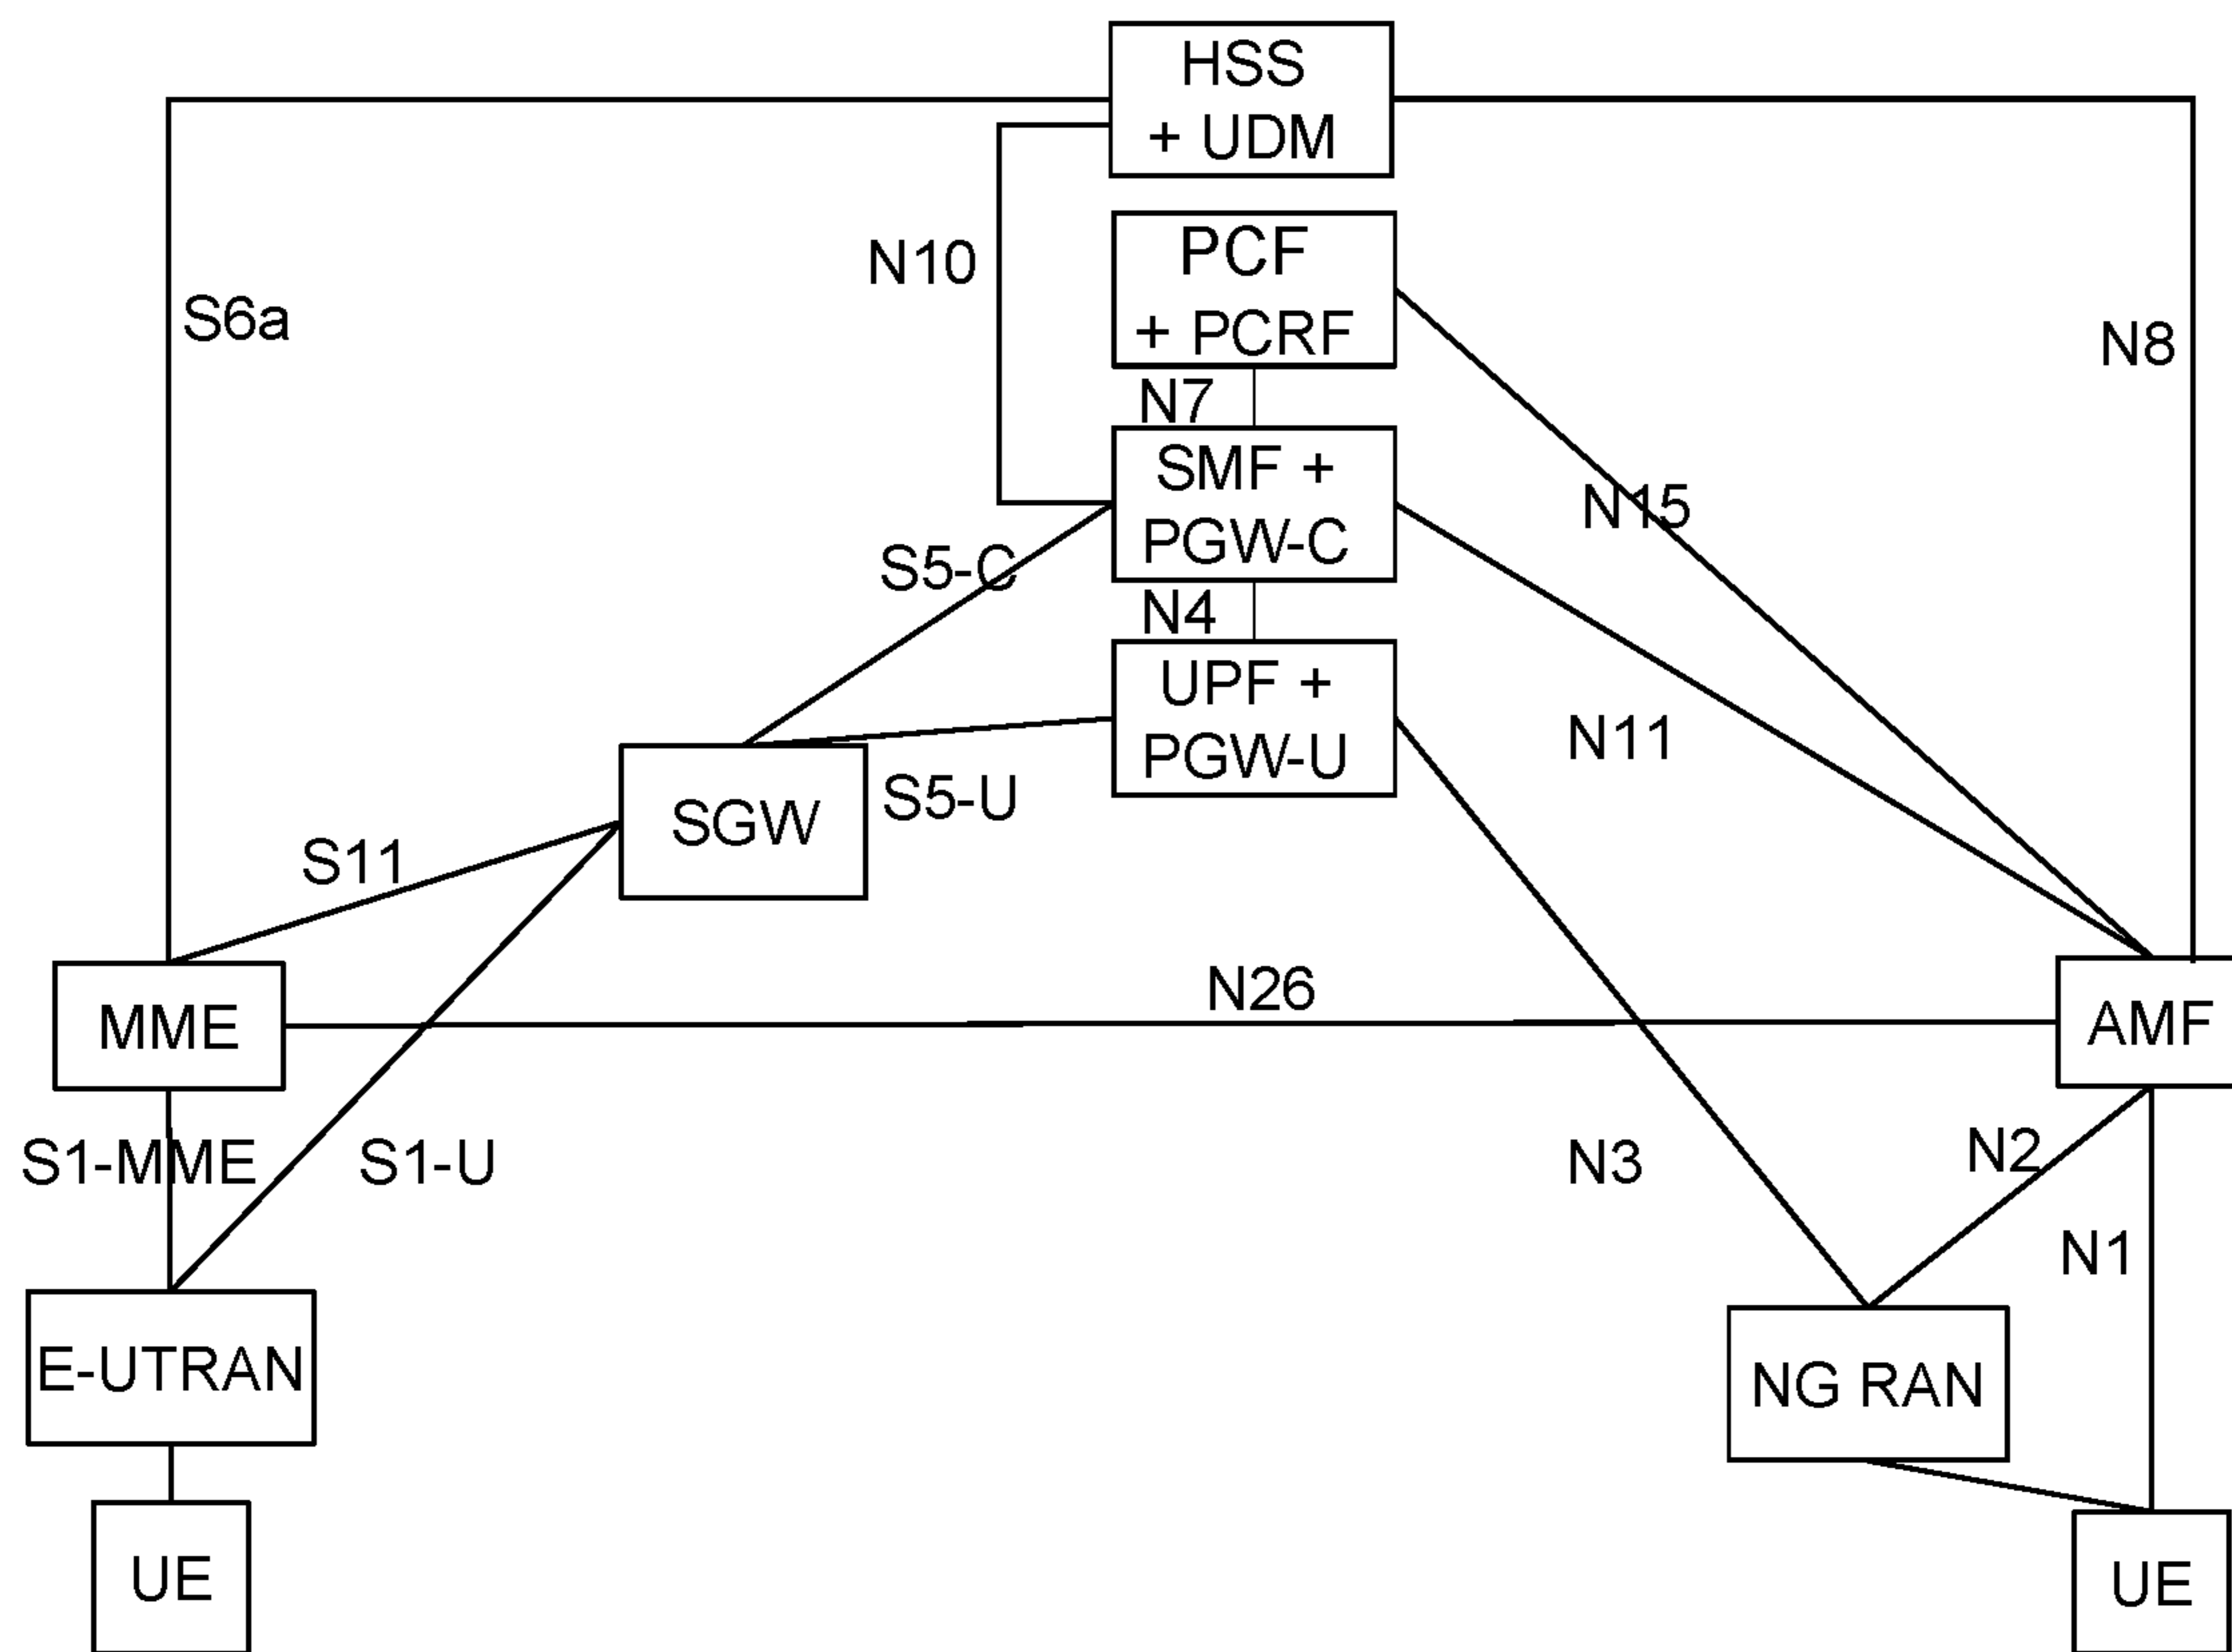 HSS
+ UDM
PCF
+ PCRF
N10
S6a
N8
N7
SMF +
PGW-C
N15
S5-C
N4
UPF +
PGW-U
N11
S5-U
SGW
S11
N26
MME
AMF
S1-MME
S1-U
N3
N2
N1
E-UTRAN
NG RAN
UE
UE